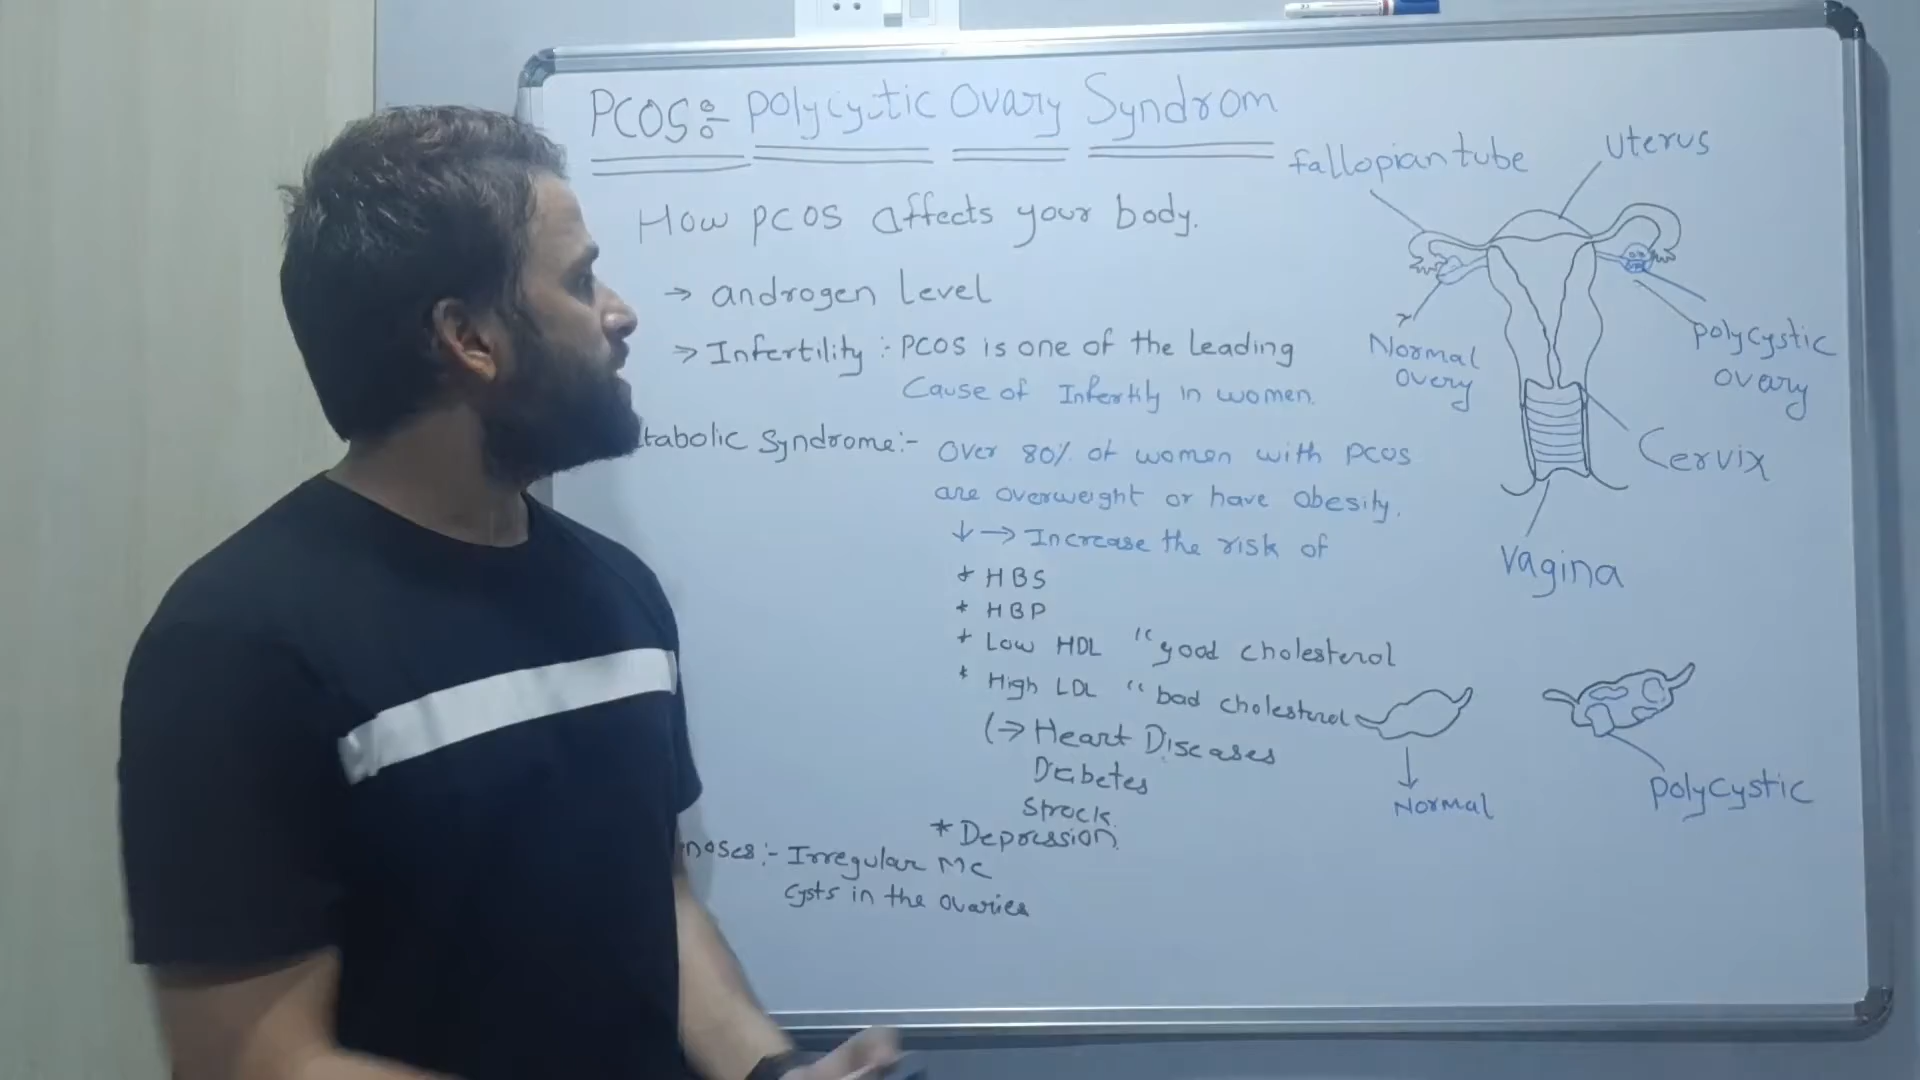 PCOS:- Polycystic Ovary Syndrom
How PCOS affects your body.
→ androgen Level
→ Infertility :- PCOS is one of the Leading
Cause of Infertility in women.
tabolic Syndrome:- Over 80% of women with PCOS
are overweight or have obesity.
↓→ Increase the risk of
* HBS
* HBP
* Low HDL "good cholesterol
* High LDL "bad cholesterol
(→ Heart Diseases
Diabetes
Strock.
* Depression.
noses:- Irregular MC
Cysts in the ovaries
fallopian tube
Uterus
Normal
overy
polycystic
ovary
Cervix
Vagina
Normal
polycystic